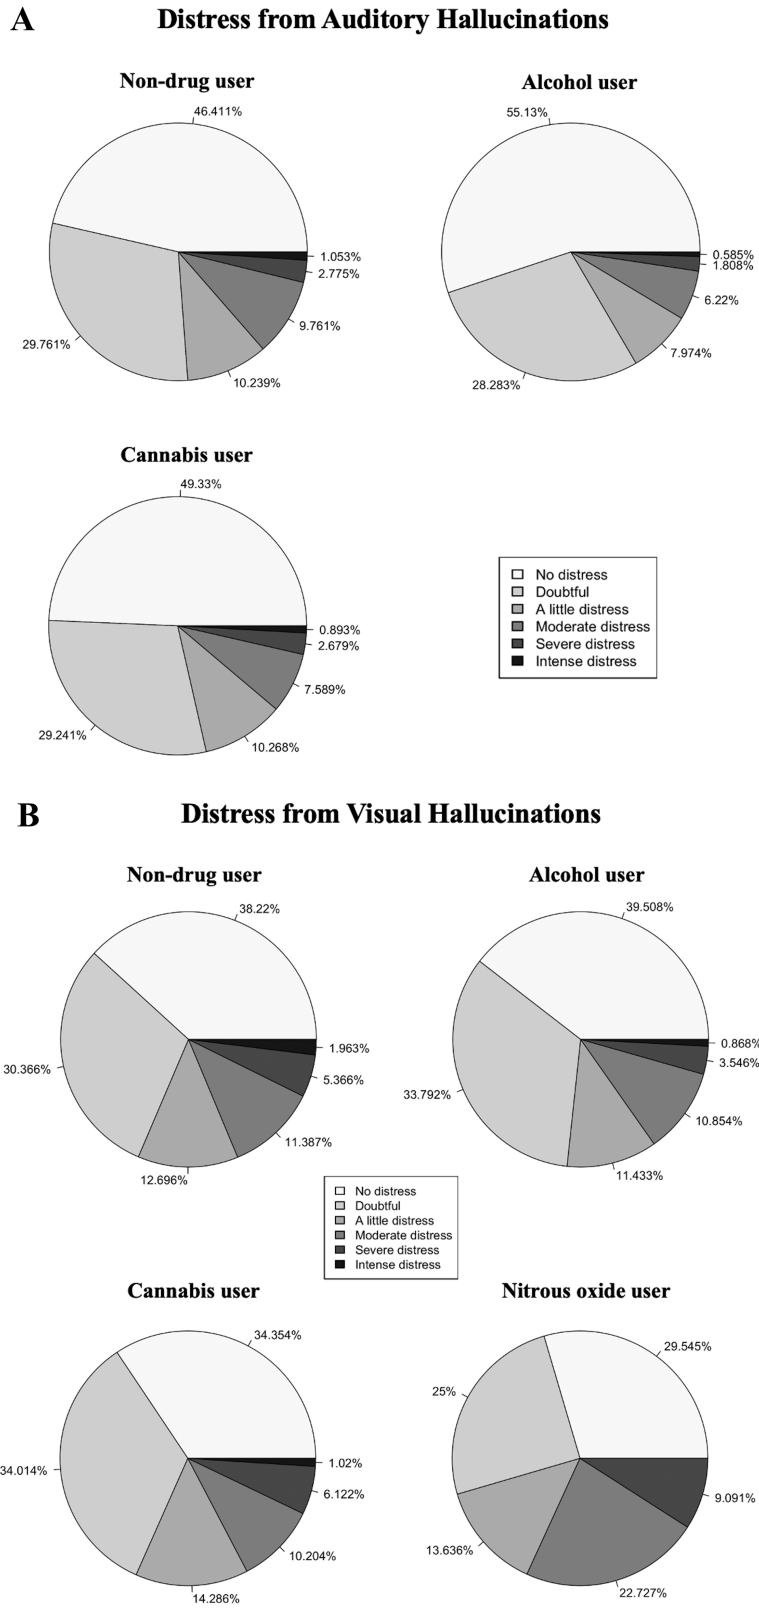 A
Distress from Auditory Hallucinations
Non-drug user
46.411%
1.053%
2.775%
9.761%
10.239%
29.761%
Alcohol user
55.13%
0.585%
1.808%
6.22%
7.974%
28.283%
Cannabis user
49.33%
0.893%
2.679%
7.589%
10.268%
29.241%
No distress
Doubtful
A little distress
Moderate distress
Severe distress
Intense distress
B
Distress from Visual Hallucinations
Non-drug user
38.22%
1.963%
5.366%
11.387%
12.696%
30.366%
Alcohol user
39.508%
0.868%
3.546%
10.854%
11.433%
33.792%
No distress
Doubtful
A little distress
Moderate distress
Severe distress
Intense distress
Cannabis user
34.354%
1.02%
6.122%
10.204%
14.286%
34.014%
Nitrous oxide user
29.545%
9.091%
22.727%
13.636%
25%